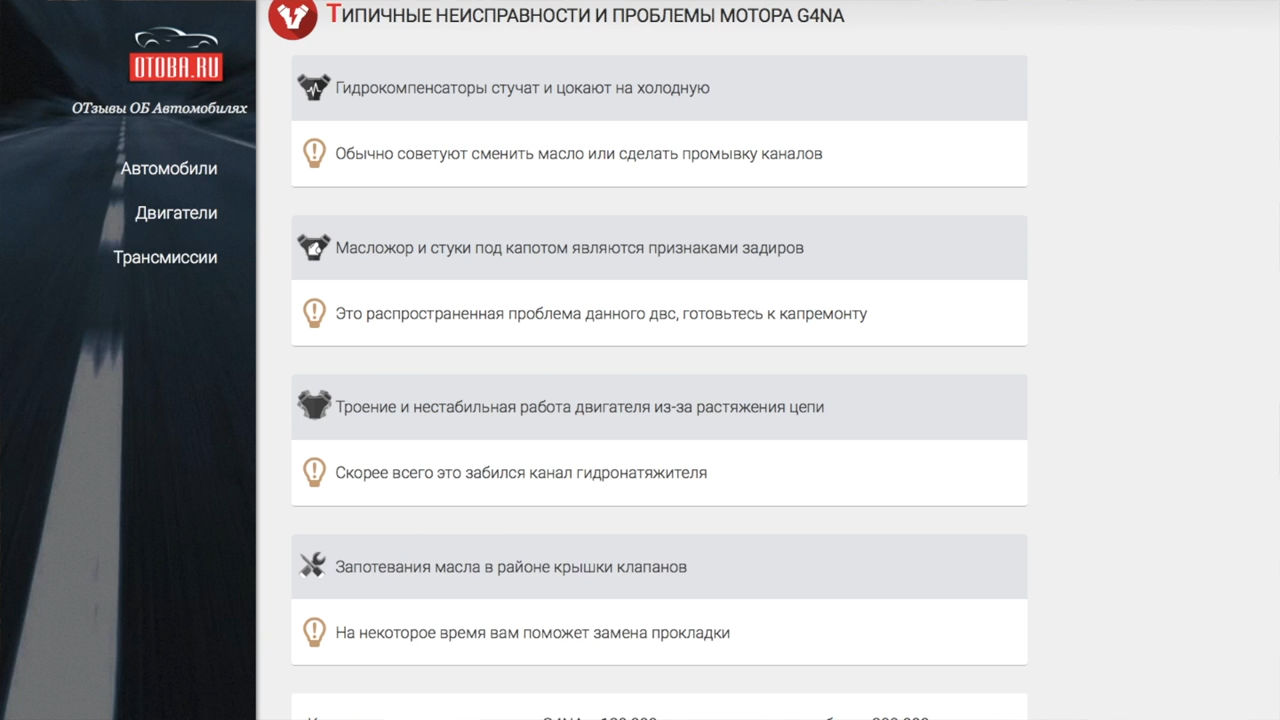 OTOBA.RU
ОТзывы ОБ Автомобилях
Автомобили
Двигатели
Трансмиссии
Типичные неисправности и проблемы мотора G4NA
Гидрокомпенсаторы стучат и цокают на холодную
Обычно советуют сменить масло или сделать промывку каналов
Масложор и стуки под капотом являются признаками задиров
Это распространенная проблема данного двс, готовьтесь к капремонту
Троение и нестабильная работа двигателя из-за растяжения цепи
Скорее всего это забился канал гидронатяжителя
Запотевания масла в районе крышки клапанов
На некоторое время вам поможет замена прокладки